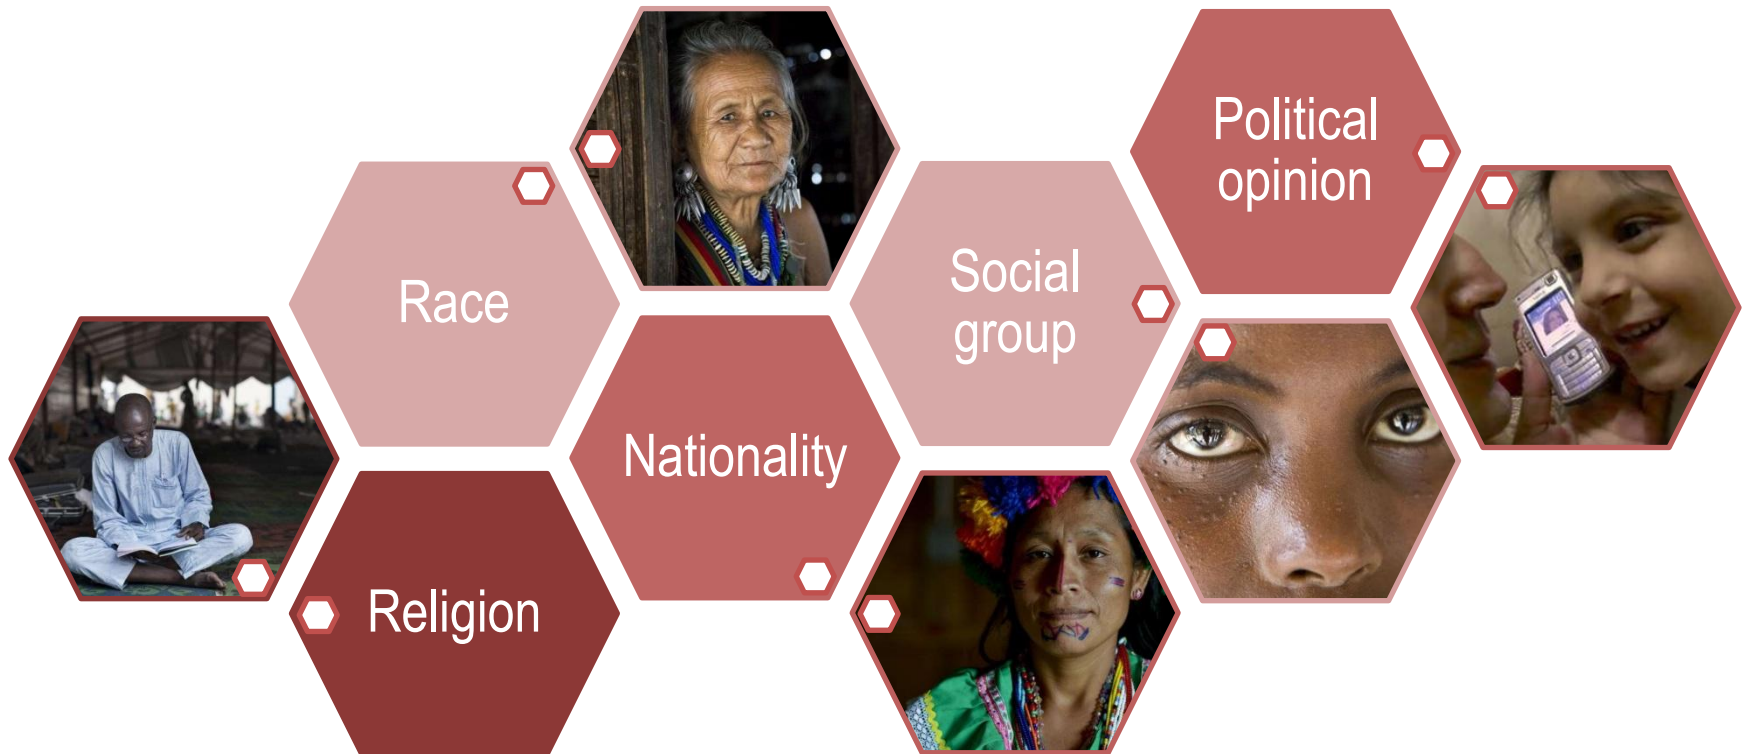 Race
Religion
Nationality
Social
group
Political
opinion